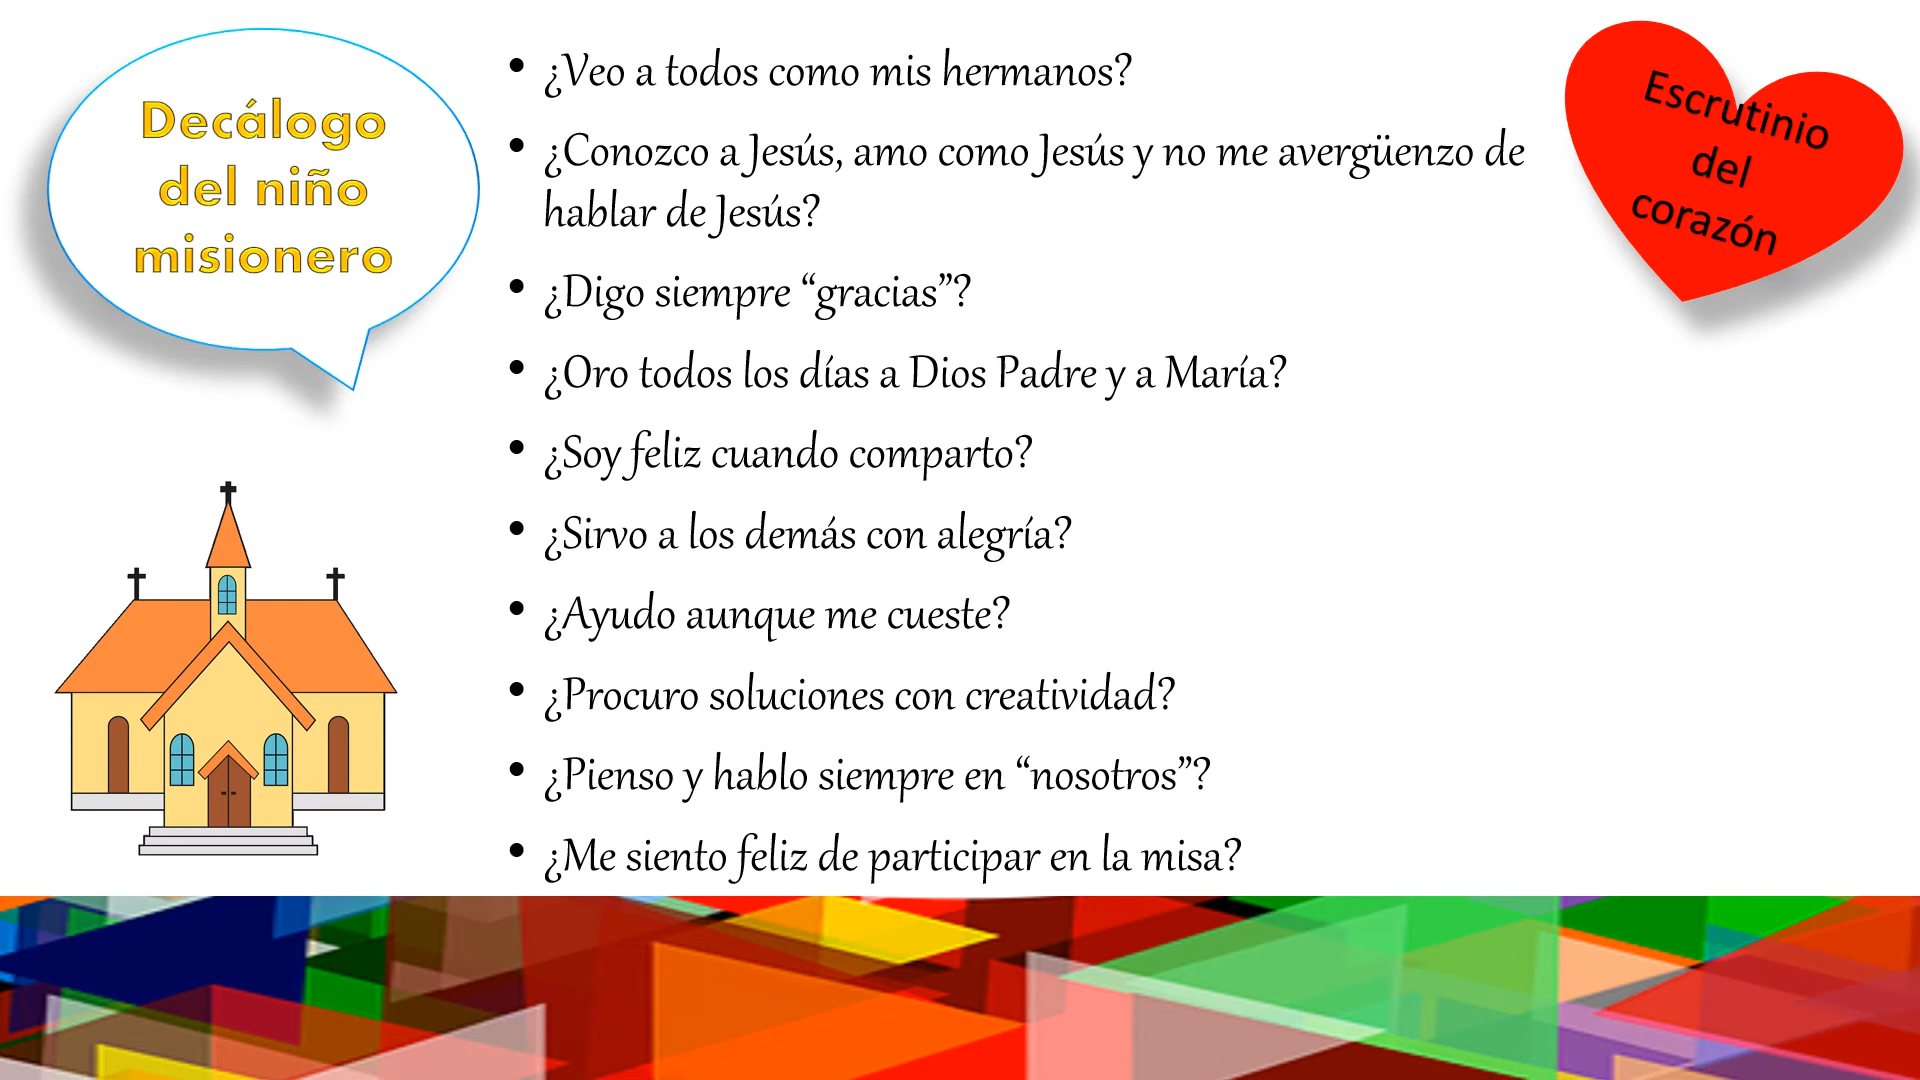 Decálogo
del niño
misionero
• ¿Veo a todos como mis hermanos?
• ¿Conozco a Jesús, amo como Jesús y no me avergüenzo de
hablar de Jesús?
• ¿Digo siempre “gracias”?
• ¿Oro todos los días a Dios Padre y a María?
• ¿Soy feliz cuando comparto?
• ¿Sirvo a los demás con alegría?
• ¿Ayudo aunque me cueste?
• ¿Procuro soluciones con creatividad?
• ¿Pienso y hablo siempre en “nosotros”?
• ¿Me siento feliz de participar en la misa?
Escrutinio
del
corazón